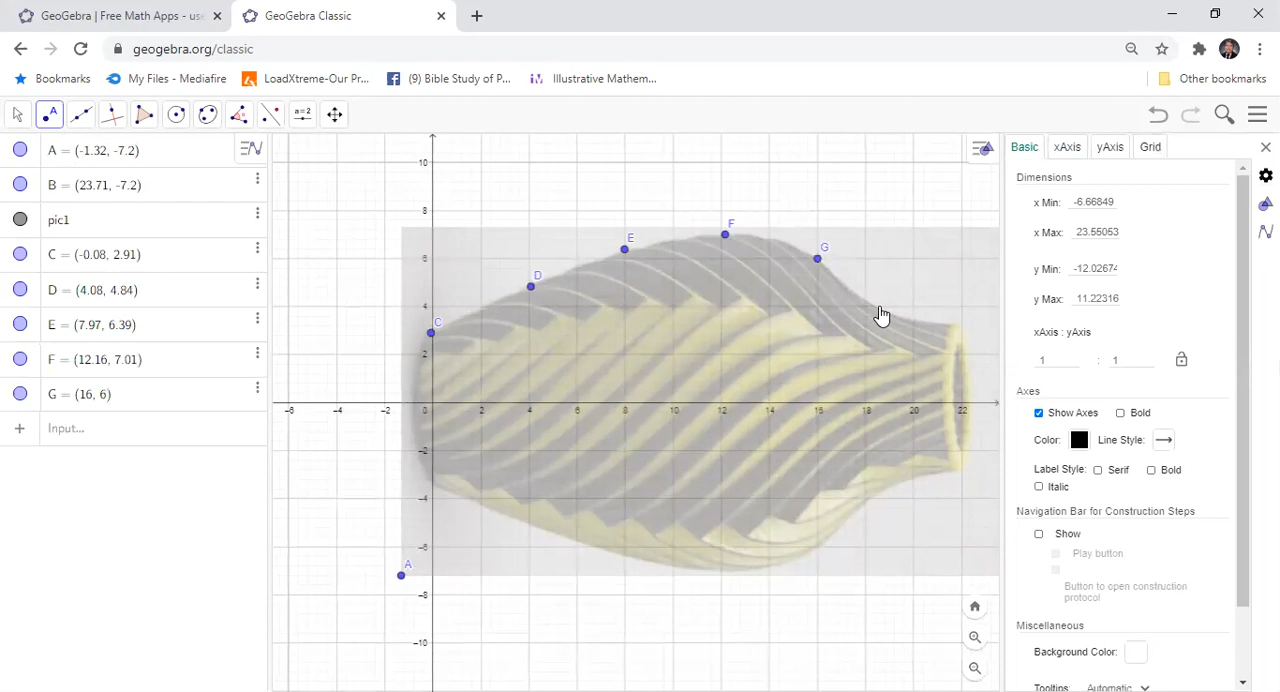 GeoGebra | Free Math Apps - use
GeoGebra Classic
geogebra.org/classic
Bookmarks
My Files - Mediafire
LoadXtreme-Our Pr...
(9) Bible Study of P...
Illustrative Mathem...
Other bookmarks
A
a=2
Basic
xAxis
yAxis
Grid
A = (-1.32, -7.2)
B = (23.71, -7.2)
pic1
C = (-0.08, 2.91)
D = (4.08, 4.84)
E = (7.97, 6.39)
F = (12.16, 7.01)
G = (16, 6)
Input...
10
8
6
4
2
-2
-4
-6
-8
-10
-6
-4
-2
0
2
4
6
8
10
12
14
16
18
20
22
A
C
D
E
F
G
Dimensions
x Min: -6.66849
x Max: 23.55053
y Min: -12.02674
y Max: 11.22316
xAxis : yAxis
1 : 1
Axes
Show Axes Bold
Color: Line Style:
Label Style: Serif Bold
Italic
Navigation Bar for Construction Steps
Show
Play button
Button to open construction
protocol
Miscellaneous
Background Color:
Tooltips: Automatic